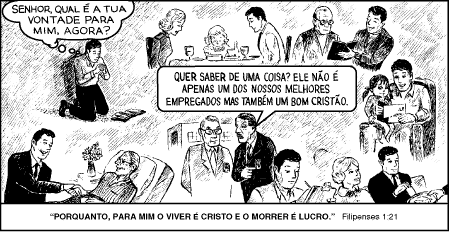 SENHOR, QUAL É A TUA
VONTADE PARA
MIM, AGORA?
QUER SABER DE UMA COISA? ELE NÃO É
APENAS UM DOS NOSSOS MELHORES
EMPREGADOS MAS TAMBÉM UM BOM CRISTÃO.
"PORQUANTO, PARA MIM O VIVER É CRISTO E O MORRER É LUCRO." Filipenses 1:21